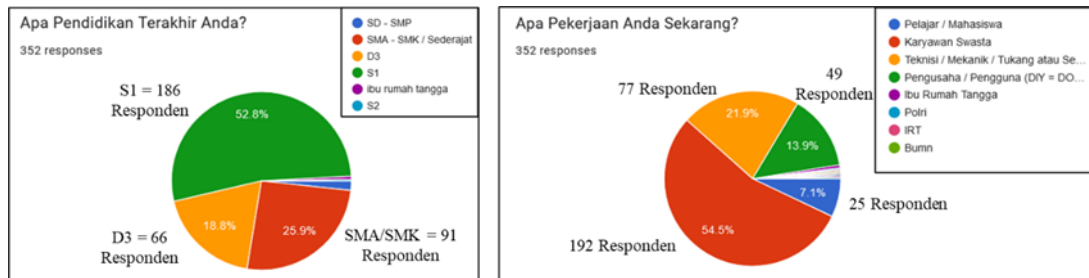 Apa Pendidikan Terakhir Anda?
352 responses
SD - SMP
SMA - SMK / Sederajat
D3
S1
ibu rumah tangga
S2
S1 = 186
Responden
52.8%
18.8%
25.9%
D3 = 66
Responden
SMA/SMK = 91
Responden
Apa Pekerjaan Anda Sekarang?
352 responses
Pelajar / Mahasiswa
Karyawan Swasta
Teknisi / Mekanik / Tukang atau Se…
Pengusaha / Pengguna (DIY = DO…
Ibu Rumah Tangga
Polri
IRT
Bumn
49
Responden
77 Responden
21.9%
13.9%
7.1%
54.5%
25 Responden
192 Responden